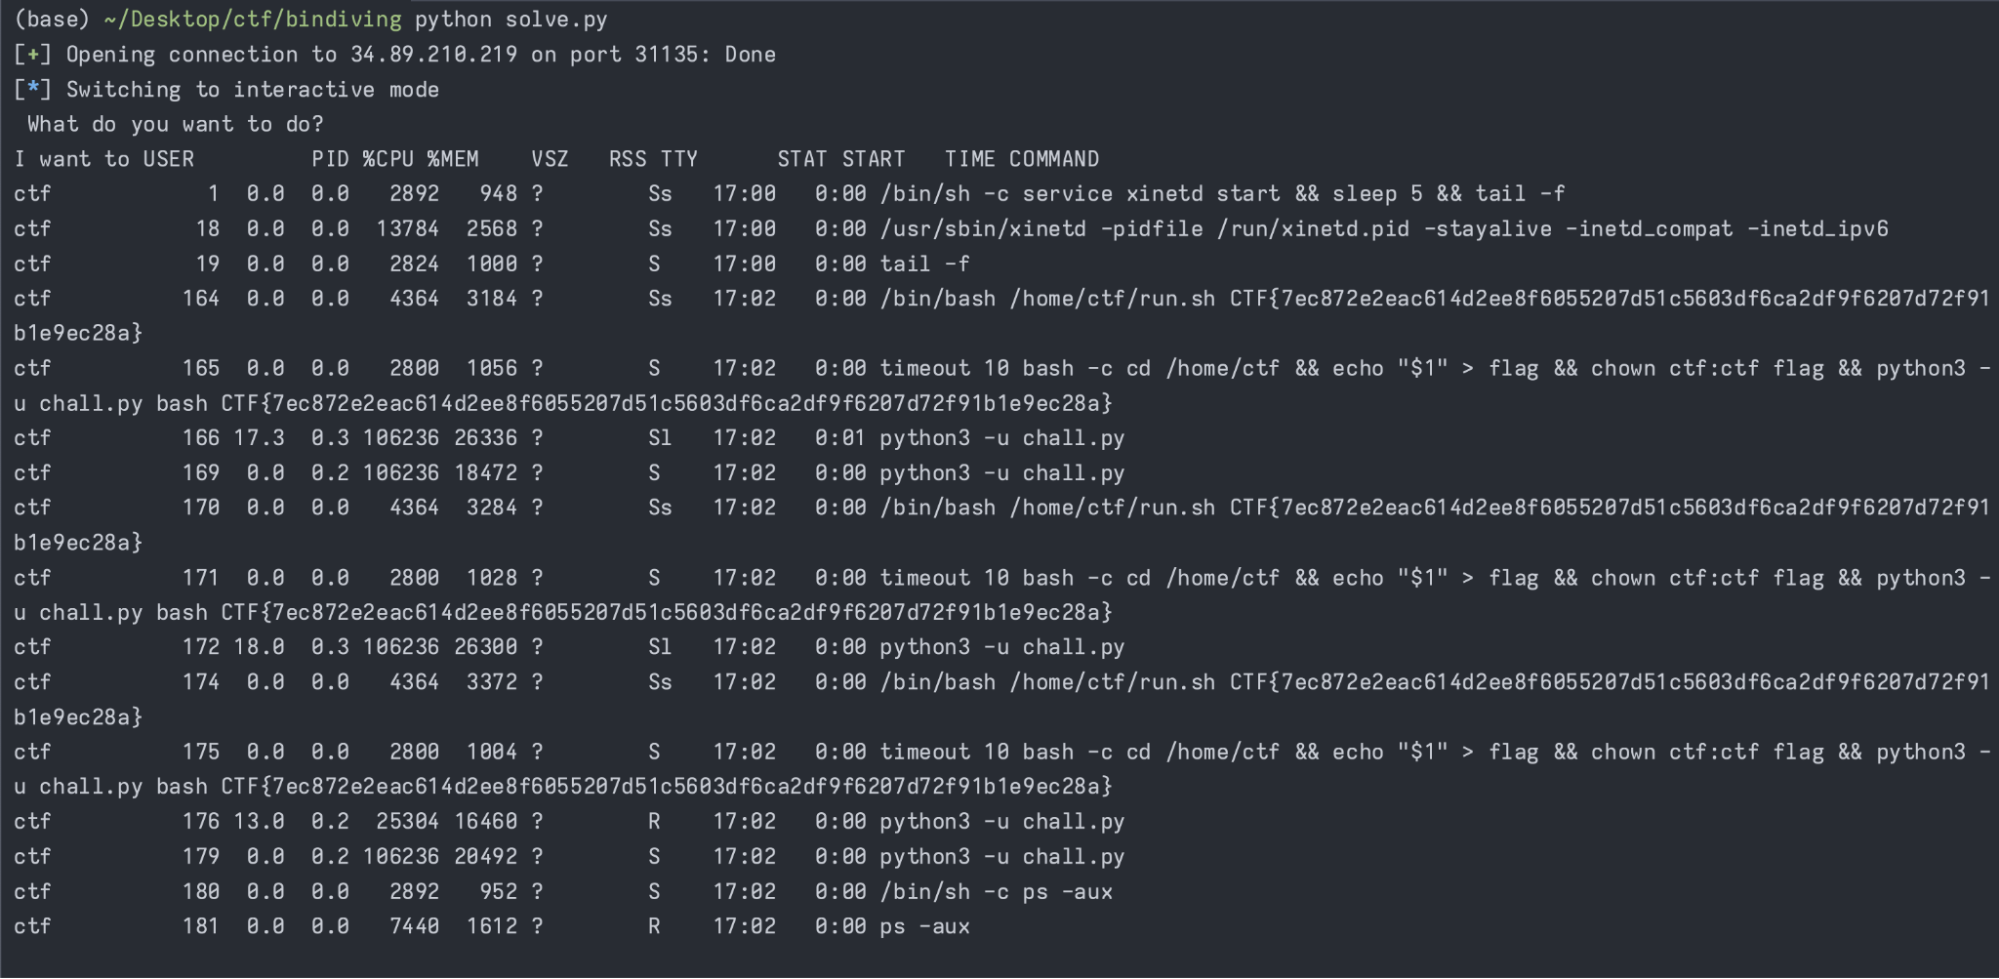 (base) ~/Desktop/ctf/bindiving python solve.py
[+] Opening connection to 34.89.210.219 on port 31135: Done
[*] Switching to interactive mode
 What do you want to do?
I want to USER         PID %CPU %MEM    VSZ   RSS TTY      STAT START   TIME COMMAND
ctf            1  0.0  0.0   2892   948 ?        Ss   17:00   0:00 /bin/sh -c service xinetd start && sleep 5 && tail -f
ctf           18  0.0  0.0  13784  2568 ?        Ss   17:00   0:00 /usr/sbin/xinetd -pidfile /run/xinetd.pid -stayalive -inetd_compat -inetd_ipv6
ctf           19  0.0  0.0   2824  1000 ?        S    17:00   0:00 tail -f
ctf          164  0.0  0.0   4364  3184 ?        Ss   17:02   0:00 /bin/bash /home/ctf/run.sh CTF{7ec872e2eac614d2ee8f6055207d51c5603df6ca2df9f6207d72f91
b1e9ec28a}
ctf          165  0.0  0.0   2800  1056 ?        S    17:02   0:00 timeout 10 bash -c cd /home/ctf && echo "$1" > flag && chown ctf:ctf flag && python3 -
u chall.py bash CTF{7ec872e2eac614d2ee8f6055207d51c5603df6ca2df9f6207d72f91b1e9ec28a}
ctf          166 17.3  0.3 106236 26336 ?        Sl   17:02   0:01 python3 -u chall.py
ctf          169  0.0  0.2 106236 18472 ?        S    17:02   0:00 python3 -u chall.py
ctf          170  0.0  0.0   4364  3284 ?        Ss   17:02   0:00 /bin/bash /home/ctf/run.sh CTF{7ec872e2eac614d2ee8f6055207d51c5603df6ca2df9f6207d72f91
b1e9ec28a}
ctf          171  0.0  0.0   2800  1028 ?        S    17:02   0:00 timeout 10 bash -c cd /home/ctf && echo "$1" > flag && chown ctf:ctf flag && python3 -
u chall.py bash CTF{7ec872e2eac614d2ee8f6055207d51c5603df6ca2df9f6207d72f91b1e9ec28a}
ctf          172 18.0  0.3 106236 26300 ?        Sl   17:02   0:00 python3 -u chall.py
ctf          174  0.0  0.0   4364  3372 ?        Ss   17:02   0:00 /bin/bash /home/ctf/run.sh CTF{7ec872e2eac614d2ee8f6055207d51c5603df6ca2df9f6207d72f91
b1e9ec28a}
ctf          175  0.0  0.0   2800  1004 ?        S    17:02   0:00 timeout 10 bash -c cd /home/ctf && echo "$1" > flag && chown ctf:ctf flag && python3 -
u chall.py bash CTF{7ec872e2eac614d2ee8f6055207d51c5603df6ca2df9f6207d72f91b1e9ec28a}
ctf          176 13.0  0.2  25304 16460 ?        R    17:02   0:00 python3 -u chall.py
ctf          179  0.0  0.2 106236 20492 ?        S    17:02   0:00 python3 -u chall.py
ctf          180  0.0  0.0   2892   952 ?        S    17:02   0:00 /bin/sh -c ps -aux
ctf          181  0.0  0.0   7440  1612 ?        R    17:02   0:00 ps -aux